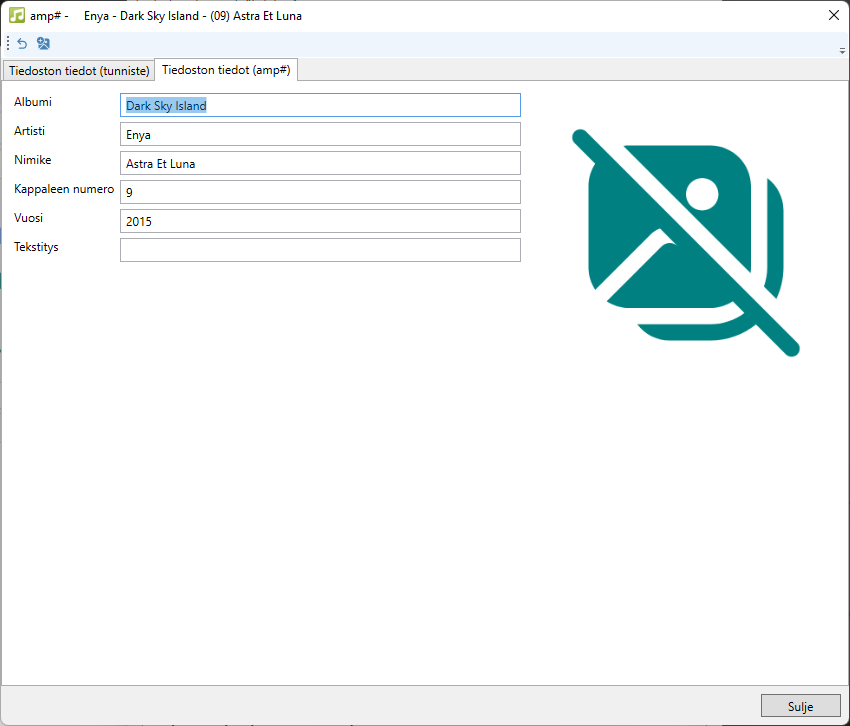 amp# - Enya - Dark Sky Island - (09) Astra Et Luna
Tiedoston tiedot (tunniste) Tiedoston tiedot (amp#)
Albumi Dark Sky Island
Artisti Enya
Nimike Astra Et Luna
Kappaleen numero 9
Vuosi 2015
Tekstitys
Sulje